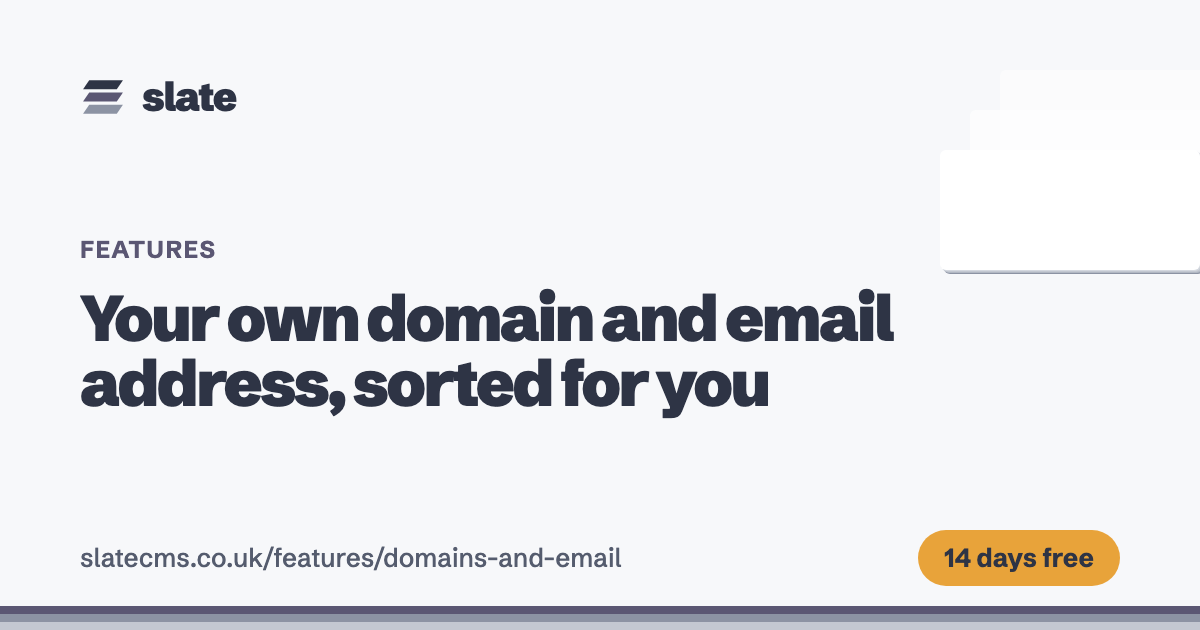 slate
FEATURES
Your own domain and email
address, sorted for you
slatecms.co.uk/features/domains-and-email
14 days free